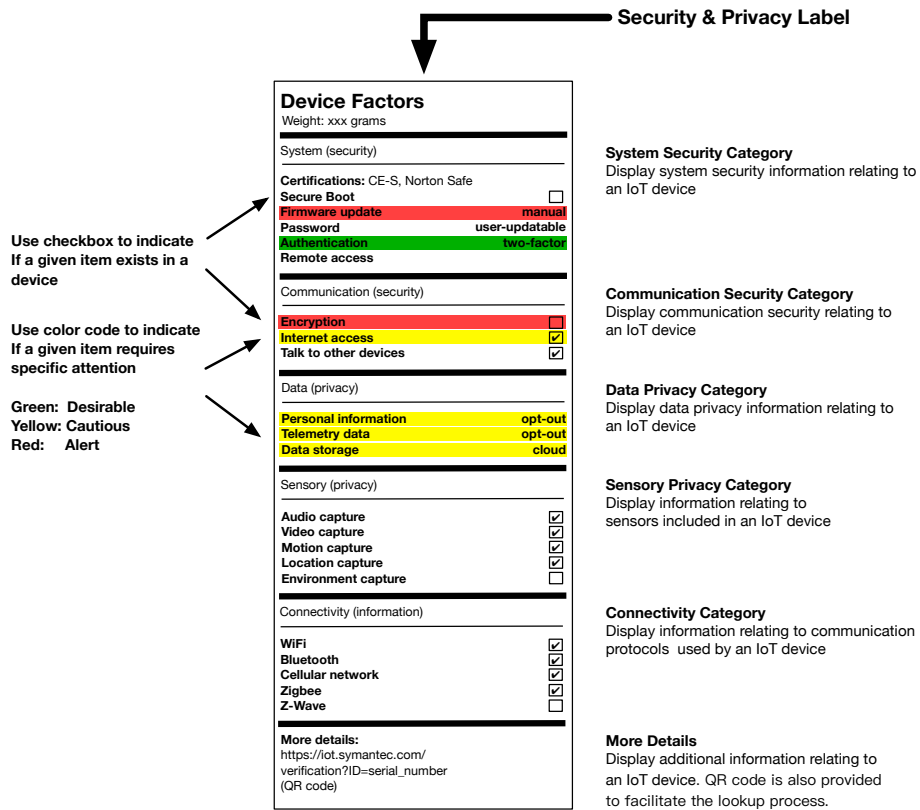 Security & Privacy Label
Device Factors
Weight: xxx grams
System (security)
Certifications: CE-S, Norton Safe
Secure Boot
Firmware update manual
Password user-updatable
Authentication two-factor
Remote access
Communication (security)
Encryption
Internet access
Talk to other devices
Data (privacy)
Personal information opt-out
Telemetry data opt-out
Data storage cloud
Sensory (privacy)
Audio capture
Video capture
Motion capture
Location capture
Environment capture
Connectivity (information)
WiFi
Bluetooth
Cellular network
Zigbee
Z-Wave
More details:
https://iot.symantec.com/
verification?ID=serial_number
(QR code)
Use checkbox to indicate
If a given item exists in a
device
Use color code to indicate
If a given item requires
specific attention
Green: Desirable
Yellow: Cautious
Red: Alert
System Security Category
Display system security information relating to
an IoT device
Communication Security Category
Display communication security relating to
an IoT device
Data Privacy Category
Display data privacy information relating to
an IoT device
Sensory Privacy Category
Display information relating to
sensors included in an IoT device
Connectivity Category
Display information relating to communication
protocols used by an IoT device
More Details
Display additional information relating to
an IoT device. QR code is also provided
to facilitate the lookup process.